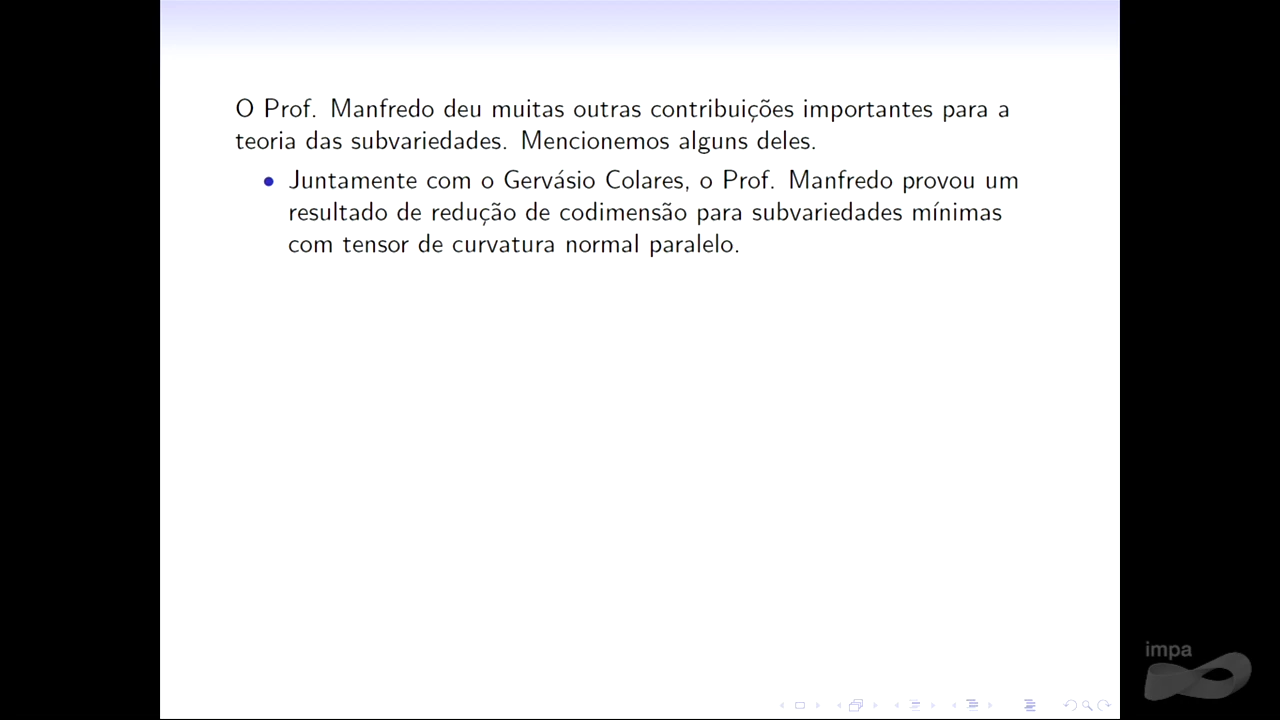 O Prof. Manfredo deu muitas outras contribuições importantes para a
teoria das subvariedades. Mencionemos alguns deles.
• Juntamente com o Gervásio Colares, o Prof. Manfredo provou um
resultado de redução de codimensão para subvariedades mínimas
com tensor de curvatura normal paralelo.
impa